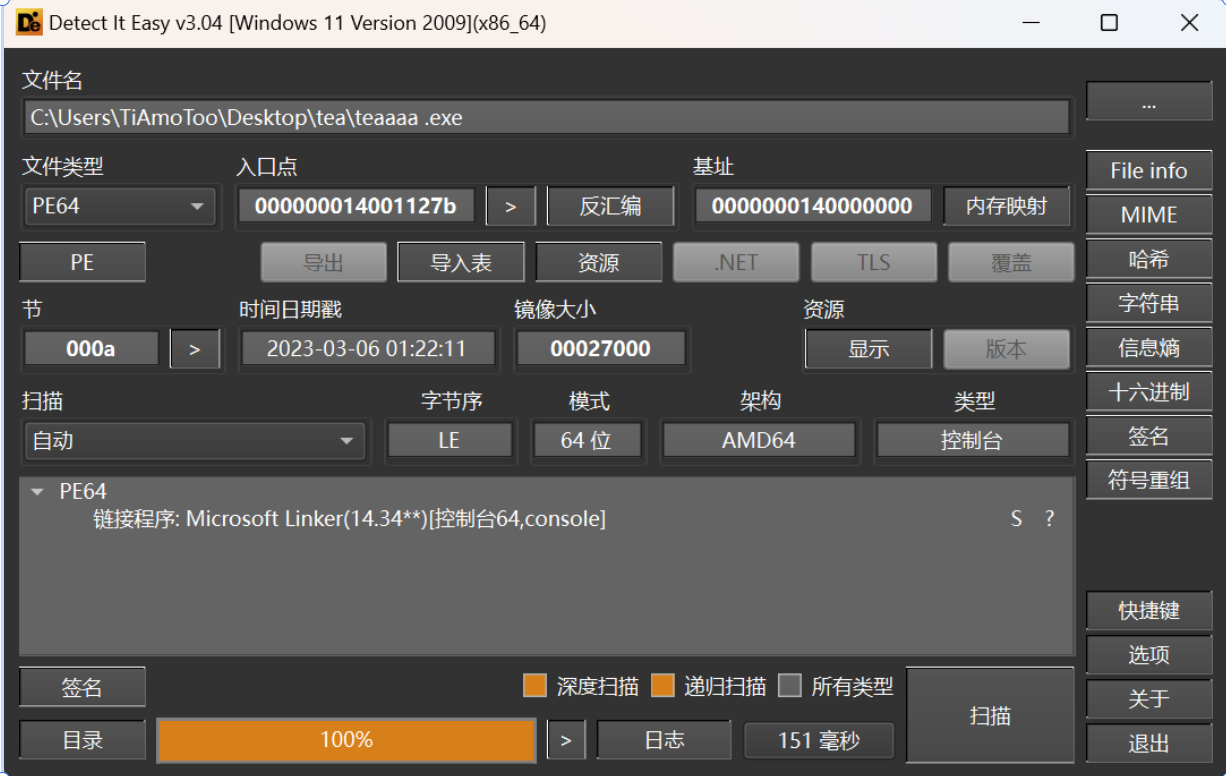 Detect It Easy v3.04 [Windows 11 Version 2009](x86_64)
文件名
C:\Users\TiAmoToo\Desktop\tea\teaaaa .exe
...
文件类型 入口点 基址
PE64 000000014001127b > 反汇编 0000000140000000 内存映射
File info
MIME
PE 导出 导入表 资源 .NET TLS 覆盖
哈希
节 时间日期戳 镜像大小 资源
字符串
000a > 2023-03-06 01:22:11 00027000 显示 版本
信息熵
扫描 字节序 模式 架构 类型
十六进制
自动 LE 64 位 AMD64 控制台
签名
符号重组
PE64
链接程序: Microsoft Linker(14.34**)[控制台64,console] S ?
快捷键
选项
签名 深度扫描 递归扫描 所有类型 扫描
关于
目录 100% > 日志 151 毫秒
退出